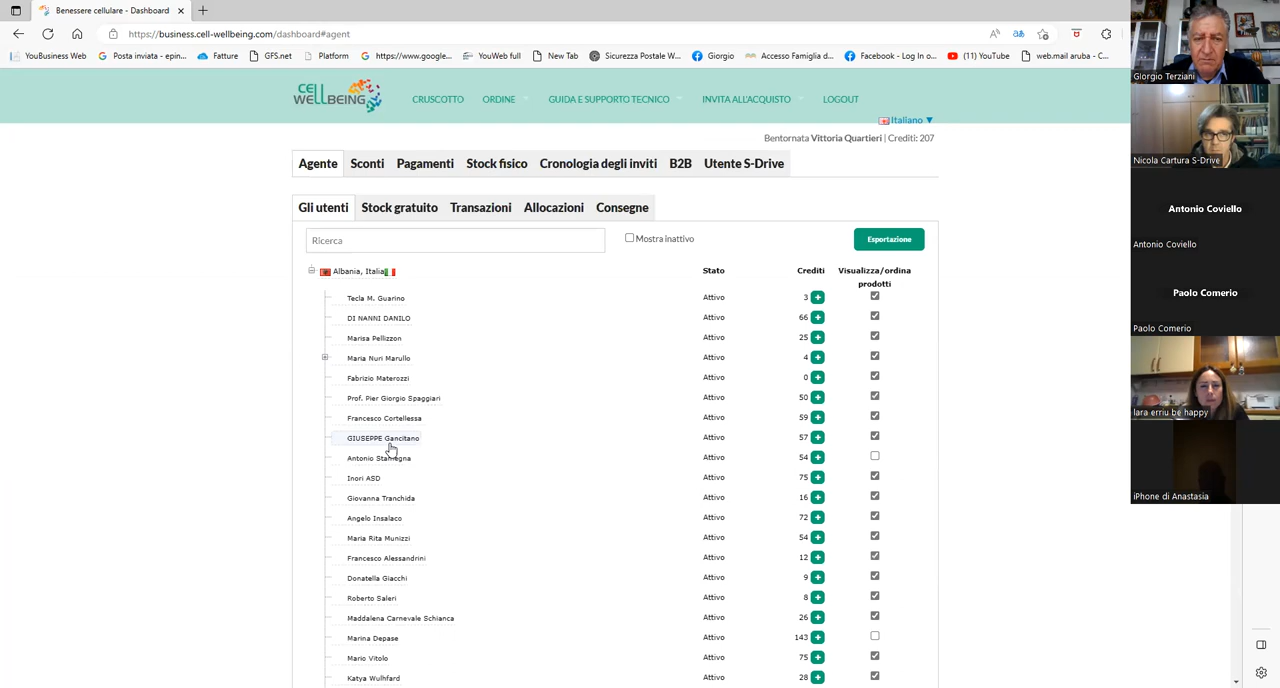 Benessere cellulare - Dashboard
https://business.cell-wellbeing.com/dashboard#agent
YouBusiness Web
Posta inviata - epin...
Fatture
GFS.net
Platform
https://www.google...
YouWeb full
New Tab
Sicurezza Postale W...
Giorgio
Accesso Famiglia d...
Facebook - Log In o...
(11) YouTube
web.mail aruba - C...
CELL WELLBEING
CRUSCOTTO ORDINE GUIDA E SUPPORTO TECNICO INVITA ALL'ACQUISTO LOGOUT
Italiano ▼
Bentornata Vittoria Quartieri | Crediti: 207
Agente Sconti Pagamenti Stock fisico Cronologia degli inviti B2B Utente S-Drive
Gli utenti Stock gratuito Transazioni Allocazioni Consegne
Ricerca
Mostra inattivo
Esportazione
Albania, Italia Stato Crediti Visualizza/ordina
prodotti
Tecla M. Guarino Attivo 3
DI NANNI DANILO Attivo 66
Marisa Pellizzon Attivo 25
Maria Nuri Marullo Attivo 4
Fabrizio Materozzi Attivo 0
Prof. Pier Giorgio Spaggiari Attivo 50
Francesco Cortellessa Attivo 59
GIUSEPPE Gancitano Attivo 57
Antonio Attivo 54
Inori ASD Attivo 75
Giovanna Tranchida Attivo 16
Angelo Insalaco Attivo 72
Maria Rita Munizzi Attivo 54
Francesco Alessandrini Attivo 12
Donatella Giacchi Attivo 9
Roberto Saleri Attivo 8
Maddalena Carnevale Schianca Attivo 26
Marina Depase Attivo 143
Mario Vitolo Attivo 75
Katya Wulhfard Attivo 28
Giorgio Terziani
Nicola Cartura S-Drive
Antonio Coviello
Antonio Coviello
Paolo Comerio
Paolo Comerio
lara erriu be happy
iPhone di Anastasia